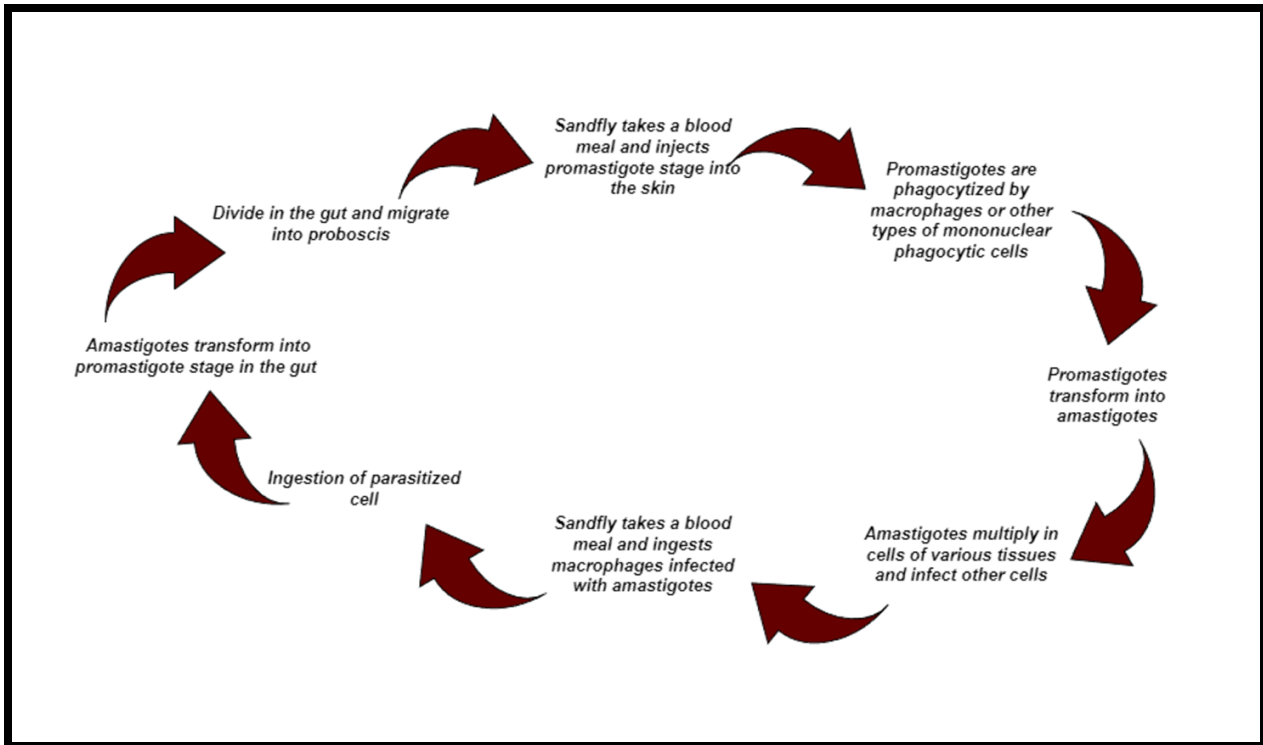 Sandfly takes a blood
meal and injects
promastigote stage into
the skin
Promastigotes are
phagocytized by
macrophages or other
types of mononuclear
phagocytic cells
Promastigotes
transform into
amastigotes
Amastigotes multiply in
cells of various tissues
and infect other cells
Sandfly takes a blood
meal and ingests
macrophages infected
with amastigotes
Ingestion of parasitized
cell
Amastigotes transform into
promastigote stage in the gut
Divide in the gut and migrate
into proboscis